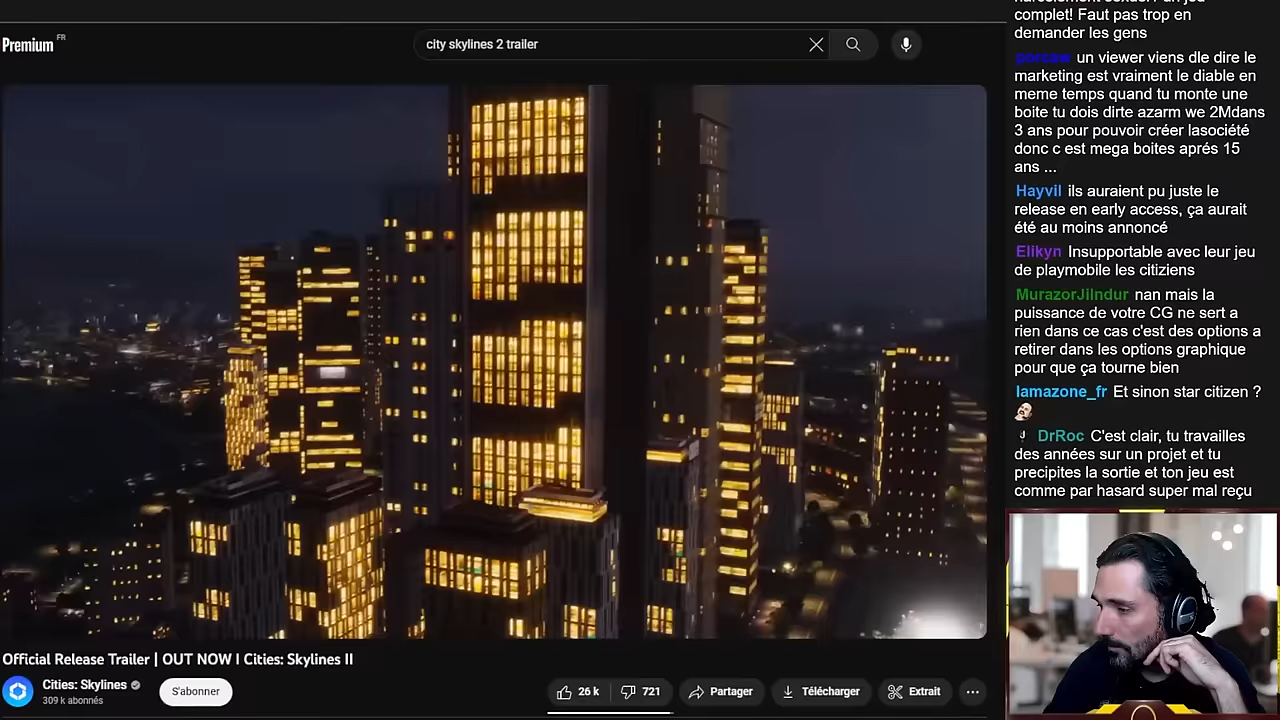 Premium FR
city skylines 2 trailer
Official Release Trailer | OUT NOW I Cities: Skylines II
Cities: Skylines
309 k abonnés
S'abonner
26 k
721
Partager
Télécharger
Extrait
complet! Faut pas trop en
demander les gens
porcaw un viewer viens dle dire le
marketing est vraiment le diable en
meme temps quand tu monte une
boite tu dois dirte azarm we 2Mdans
3 ans pour pouvoir créer lasociété
donc c est mega boites aprés 15
ans ...
Hayvil ils auraient pu juste le
release en early access, ça aurait
été au moins annoncé
Elikyn Insupportable avec leur jeu
de playmobile les citiziens
MurazorJilndur nan mais la
puissance de votre CG ne sert a
rien dans ce cas c'est des options a
retirer dans les options graphique
pour que ça tourne bien
lamazone_fr Et sinon star citizen ?
DrRoc C'est clair, tu travailles
des années sur un projet et tu
precipites la sortie et ton jeu est
comme par hasard super mal reçu